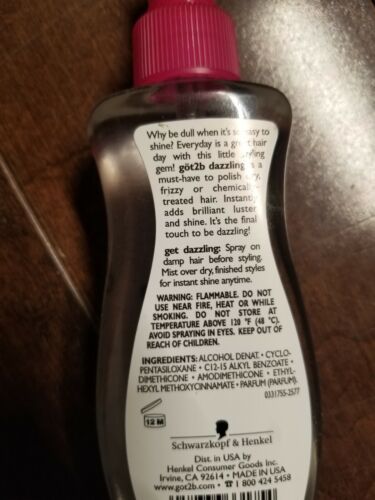 Why be dull when it's so easy to
shine? Everyday is a great hair
day with this little styling
gem! göt2b dazzling is a
must-have to polish dry,
frizzy or chemically-
treated hair. Instantly
adds brilliant luster
and shine. It's the final
touch to be dazzling!
get dazzling: Spray on
damp hair before styling.
Mist over dry, finished styles
for instant shine anytime.
WARNING: FLAMMABLE. DO NOT
USE NEAR FIRE, HEAT OR WHILE
SMOKING. DO NOT STORE AT
TEMPERATURE ABOVE 120 °F (48 °C).
AVOID SPRAYING IN EYES. KEEP OUT OF
REACH OF CHILDREN.
INGREDIENTS: ALCOHOL DENAT. • CYCLO-
PENTASILOXANE • C12-15 ALKYL BENZOATE •
DIMETHICONE • AMODIMETHICONE • ETHYL-
HEXYL METHOXYCINNAMATE • PARFUM (PARFUM).
0331755-2577
12 M
Schwarzkopf & Henkel
Dist. in USA by
Henkel Consumer Goods Inc.
Irvine, CA 92614 • MADE IN USA
www.got2b.com • ☎ 1 800 424 5458